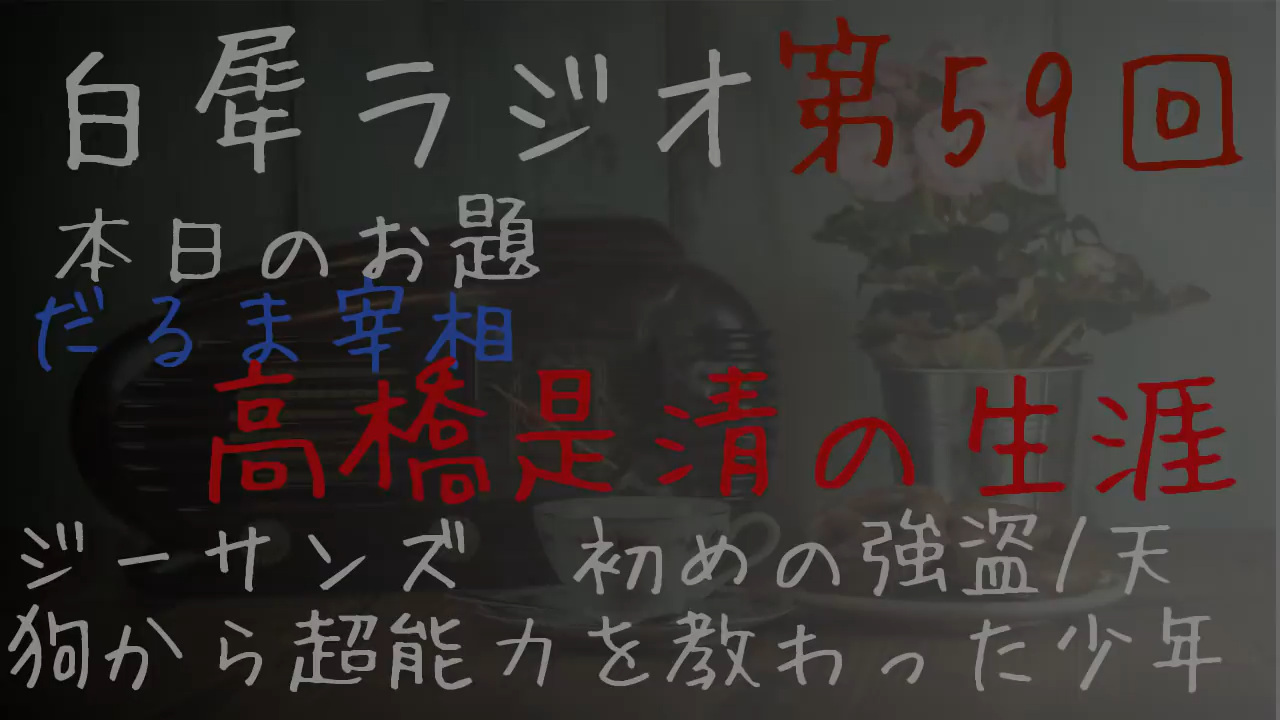 白犀ラジオ第59回
本日のお題
だるま宰相
高橋是清の生涯
ジーサンズ　初めの強盗/天
狗から超能力を教わった少年